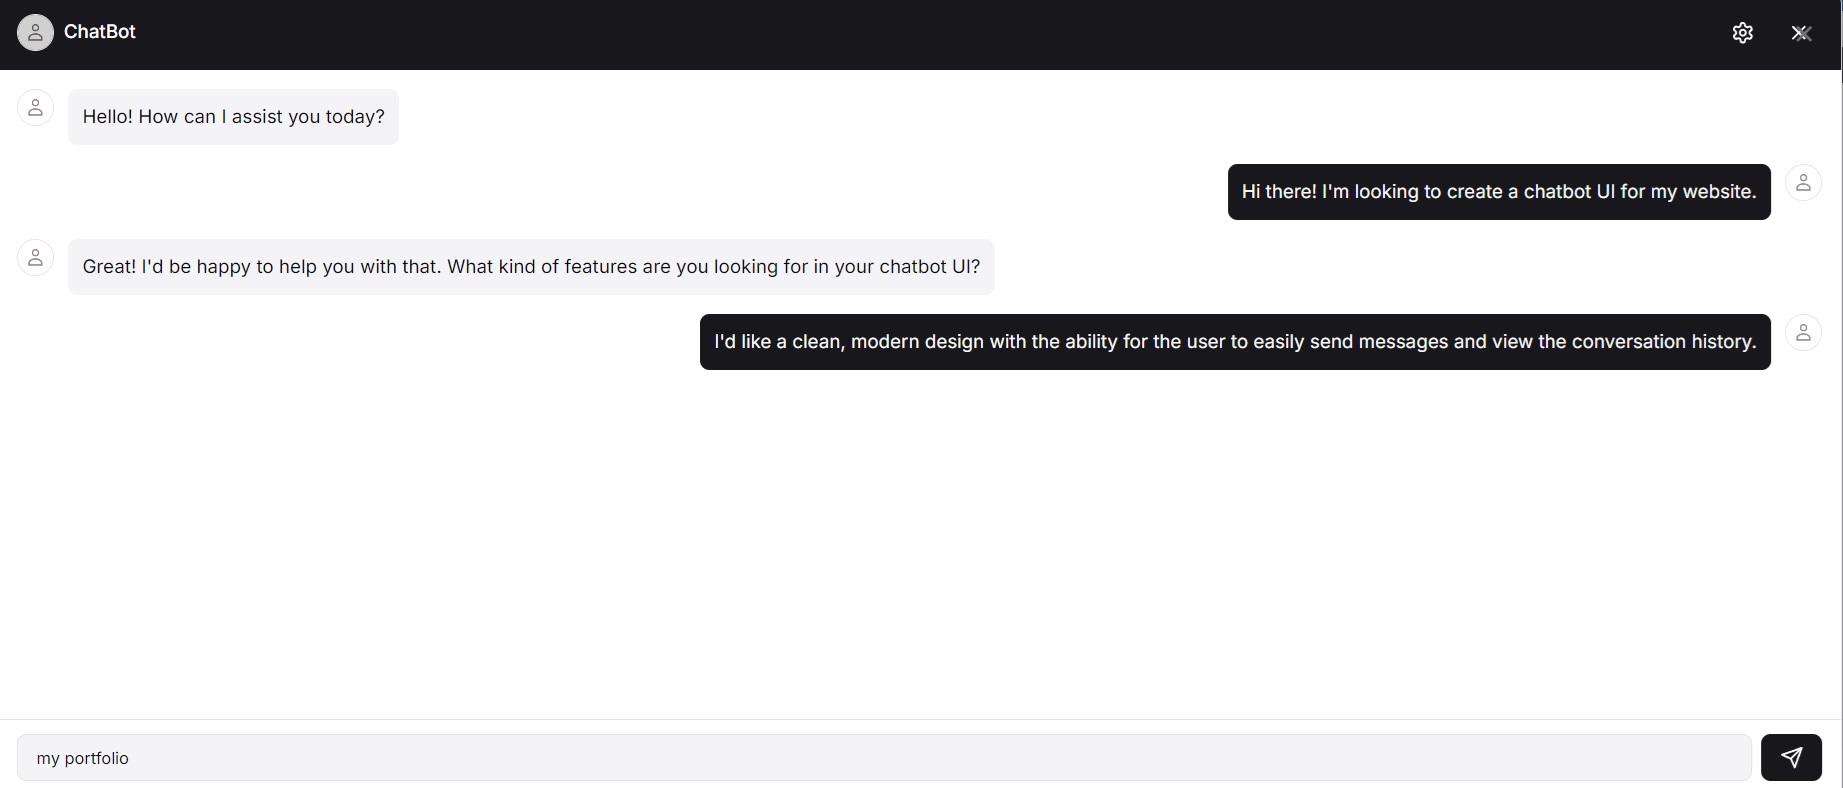 ChatBot
Hello! How can I assist you today?
Hi there! I'm looking to create a chatbot UI for my website.
Great! I'd be happy to help you with that. What kind of features are you looking for in your chatbot UI?
I'd like a clean, modern design with the ability for the user to easily send messages and view the conversation history.
my portfolio